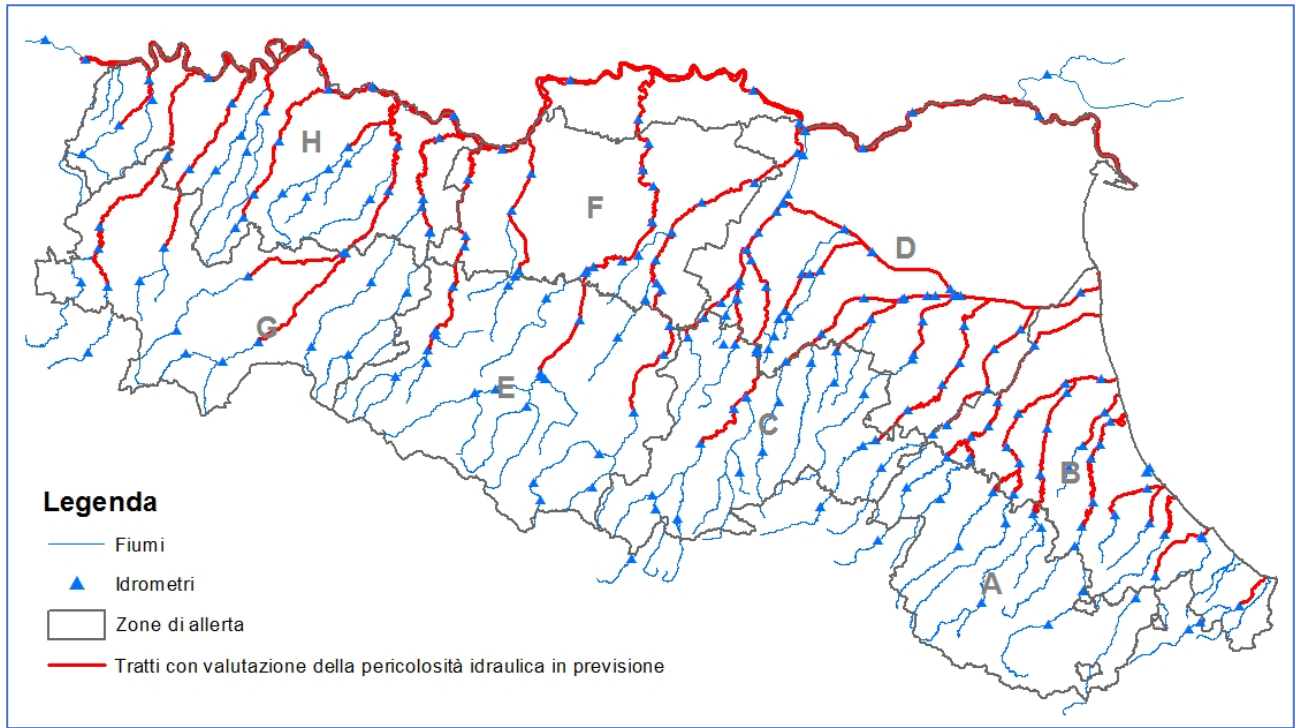 H
F
D
G
E
C
B
A
Legenda
Fiumi
Idrometri
Zone di allerta
Tratti con valutazione della pericolosità idraulica in previsione